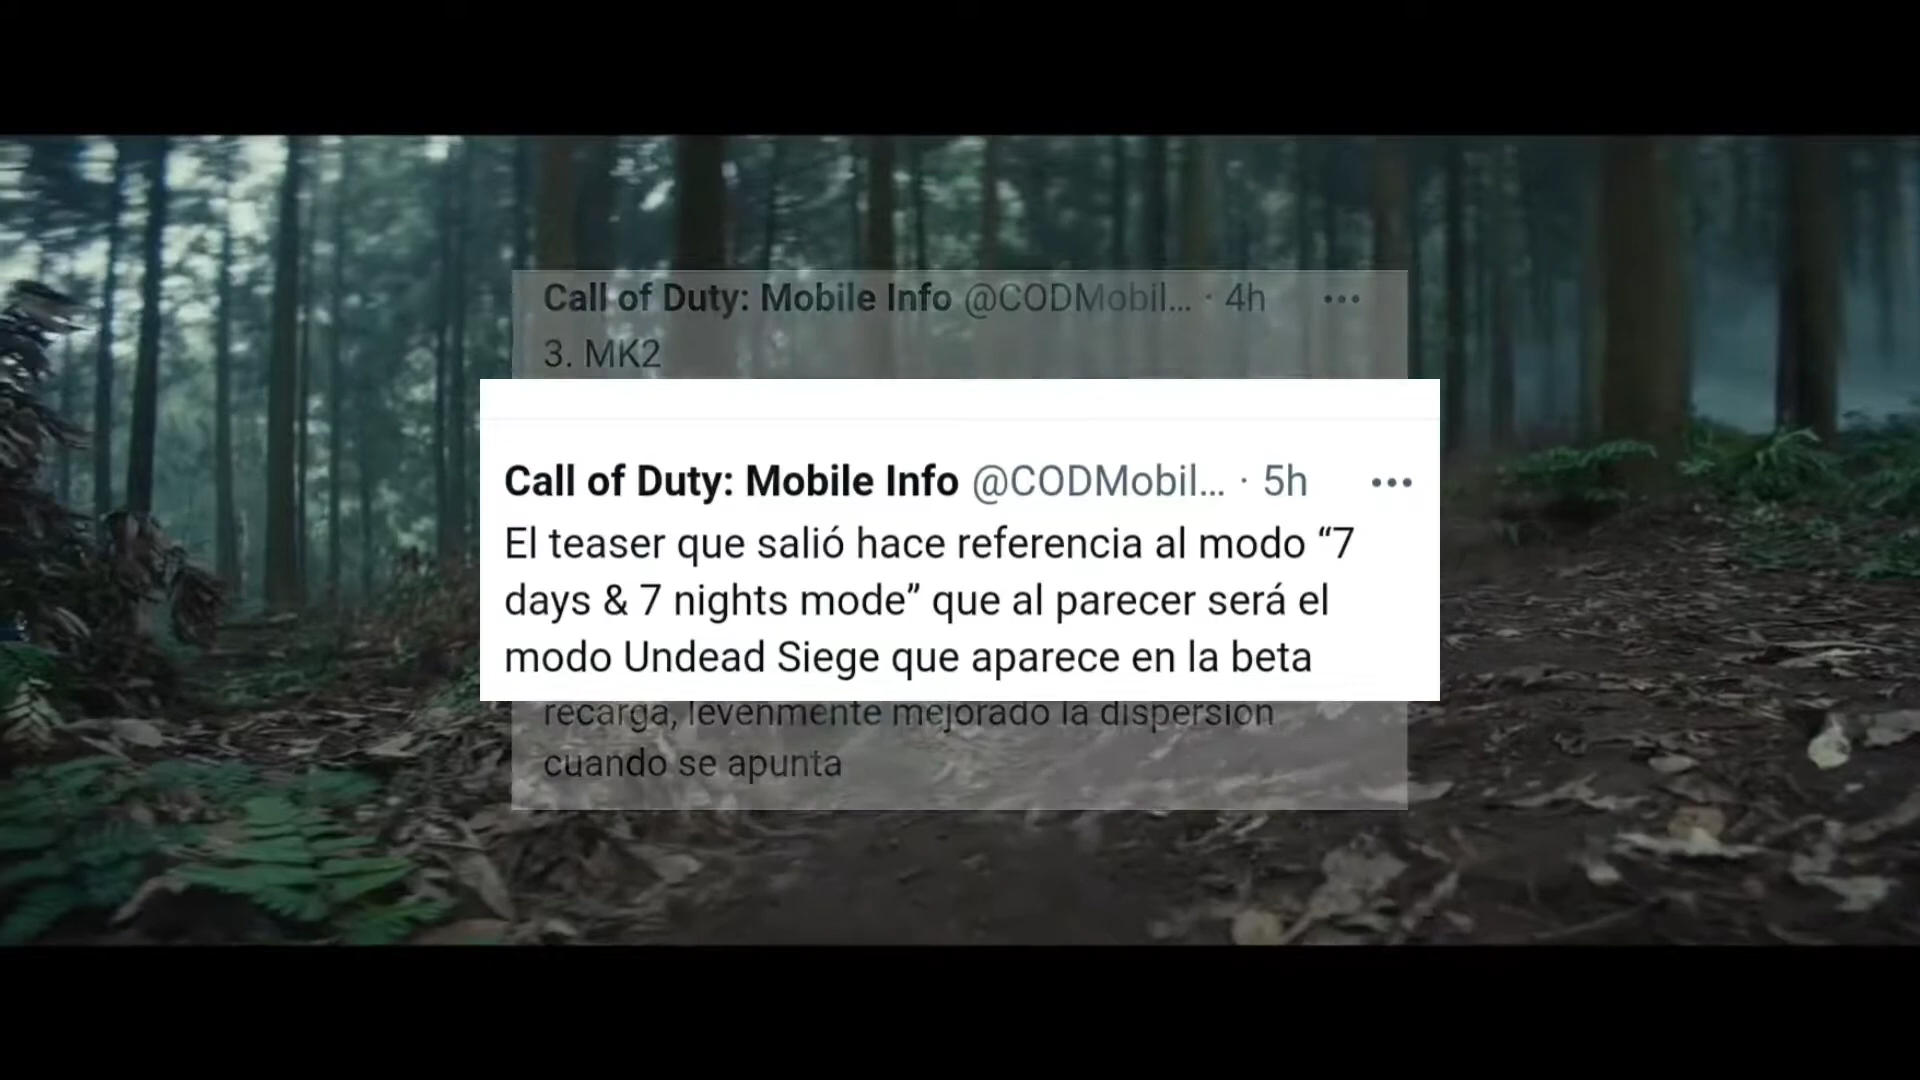 Call of Duty: Mobile Info @CODMobil... · 4h
3. MK2
Call of Duty: Mobile Info @CODMobil... · 5h
El teaser que salió hace referencia al modo “7
days & 7 nights mode” que al parecer será el
modo Undead Siege que aparece en la beta
recarga, levenmente mejorado la dispersión
cuando se apunta